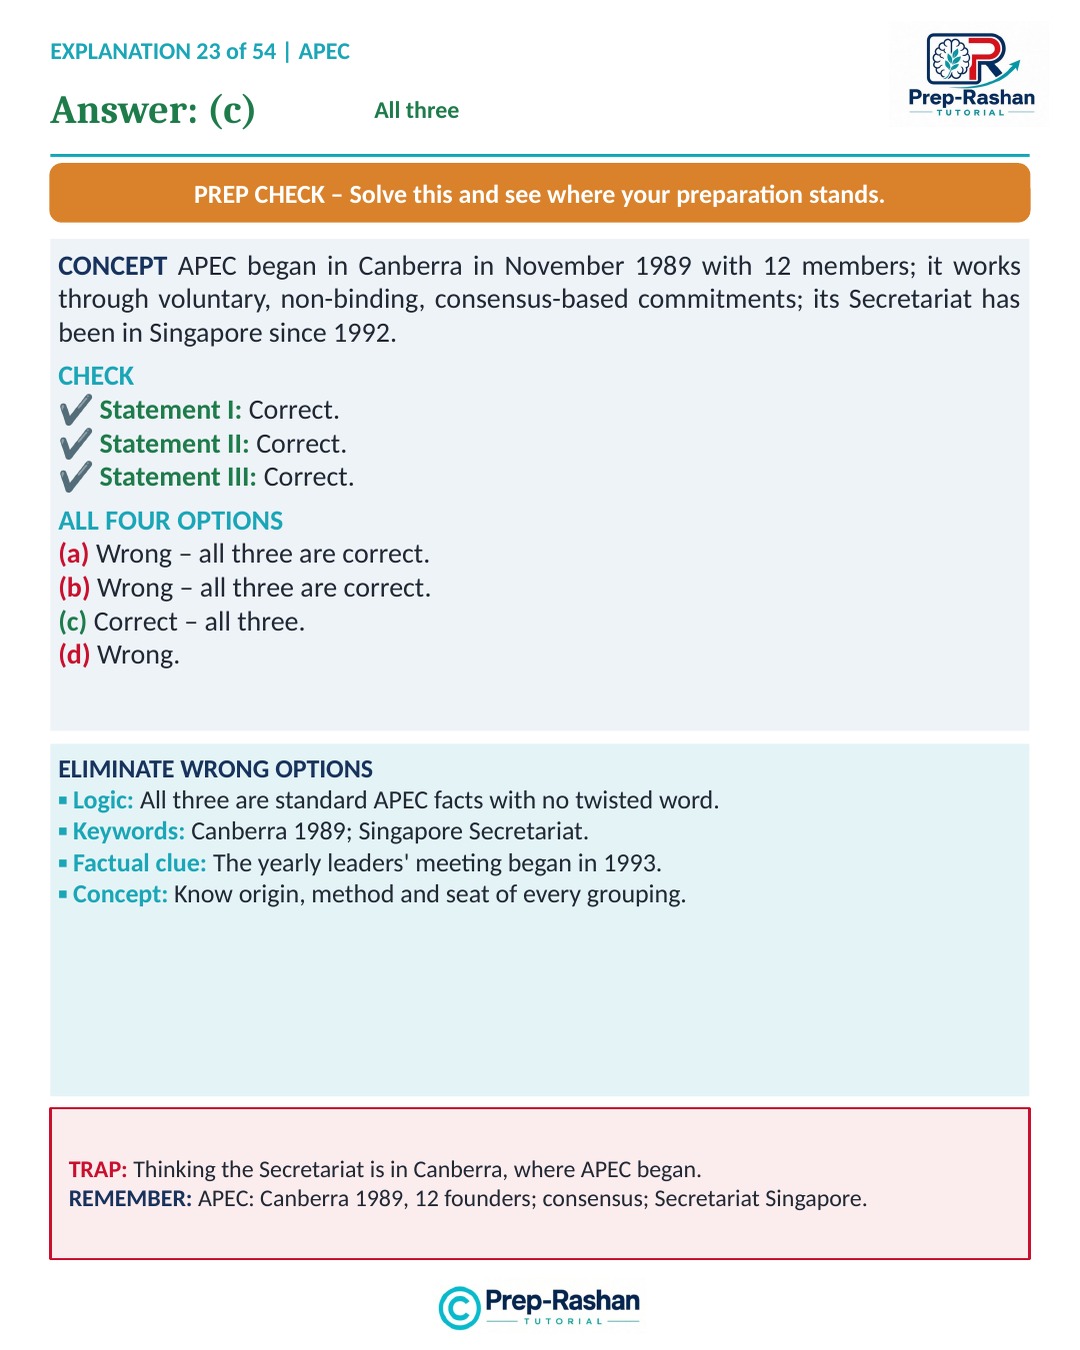 EXPLANATION 23 of 54 | APEC
Answer: (c)
All three
Prep-Rashan
TUTORIAL
PREP CHECK – Solve this and see where your preparation stands.
CONCEPT APEC began in Canberra in November 1989 with 12 members; it works
through voluntary, non-binding, consensus-based commitments; its Secretariat has
been in Singapore since 1992.
CHECK
✔ Statement I: Correct.
✔ Statement II: Correct.
✔ Statement III: Correct.
ALL FOUR OPTIONS
(a) Wrong – all three are correct.
(b) Wrong – all three are correct.
(c) Correct – all three.
(d) Wrong.
ELIMINATE WRONG OPTIONS
▪ Logic: All three are standard APEC facts with no twisted word.
▪ Keywords: Canberra 1989; Singapore Secretariat.
▪ Factual clue: The yearly leaders' meeting began in 1993.
▪ Concept: Know origin, method and seat of every grouping.
TRAP: Thinking the Secretariat is in Canberra, where APEC began.
REMEMBER: APEC: Canberra 1989, 12 founders; consensus; Secretariat Singapore.
© Prep-Rashan
TUTORIAL